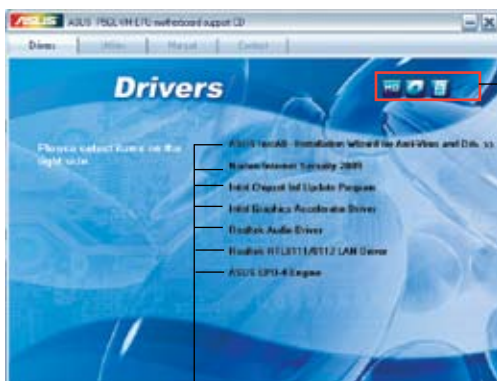 ASUS ASUS P5QL-VM EPU motherboard support CD
Drivers Utilities Manual Contact
Drivers
Please select items on the
right side.
ASUS InstAll - Installation Wizard for Anti-Virus and Drivers
Norton Internet Security 2009
Intel Chipset Inf Update Program
Intel Graphics Accelerator Driver
Realtek Audio Driver
Realtek RTL8111/8112 LAN Driver
ASUS EPU-4 Engine